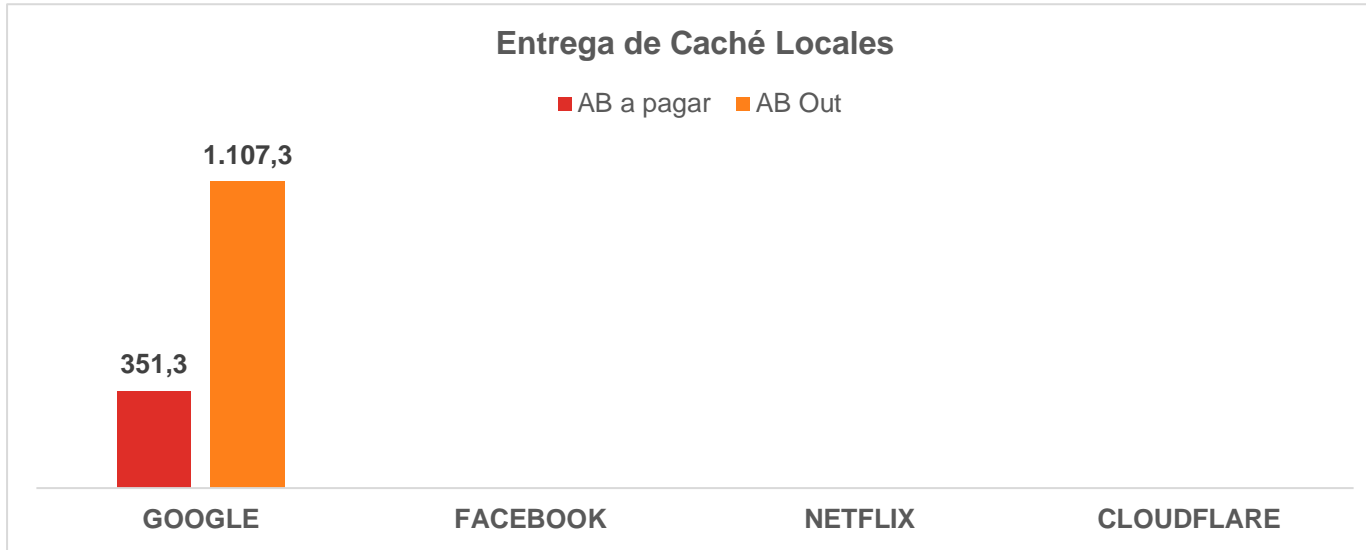 Entrega de Caché Locales
AB a pagar AB Out
1.107,3
351,3
GOOGLE FACEBOOK NETFLIX CLOUDFLARE